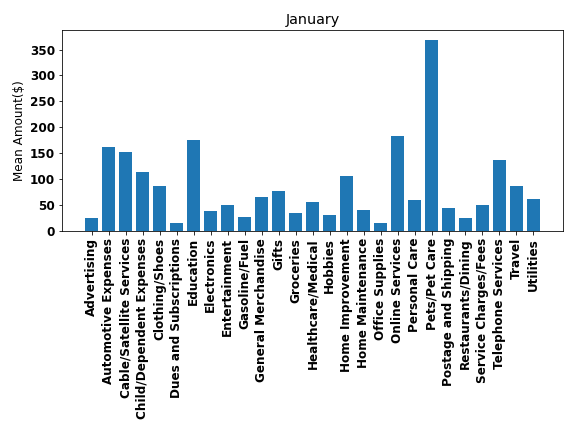 January
Mean Amount($)
350
300
250
200
150
100
50
0
Advertising
Automotive Expenses
Cable/Satellite Services
Child/Dependent Expenses
Clothing/Shoes
Dues and Subscriptions
Education
Electronics
Entertainment
Gasoline/Fuel
General Merchandise
Gifts
Groceries
Healthcare/Medical
Hobbies
Home Improvement
Home Maintenance
Office Supplies
Online Services
Personal Care
Pets/Pet Care
Postage and Shipping
Restaurants/Dining
Service Charges/Fees
Telephone Services
Travel
Utilities